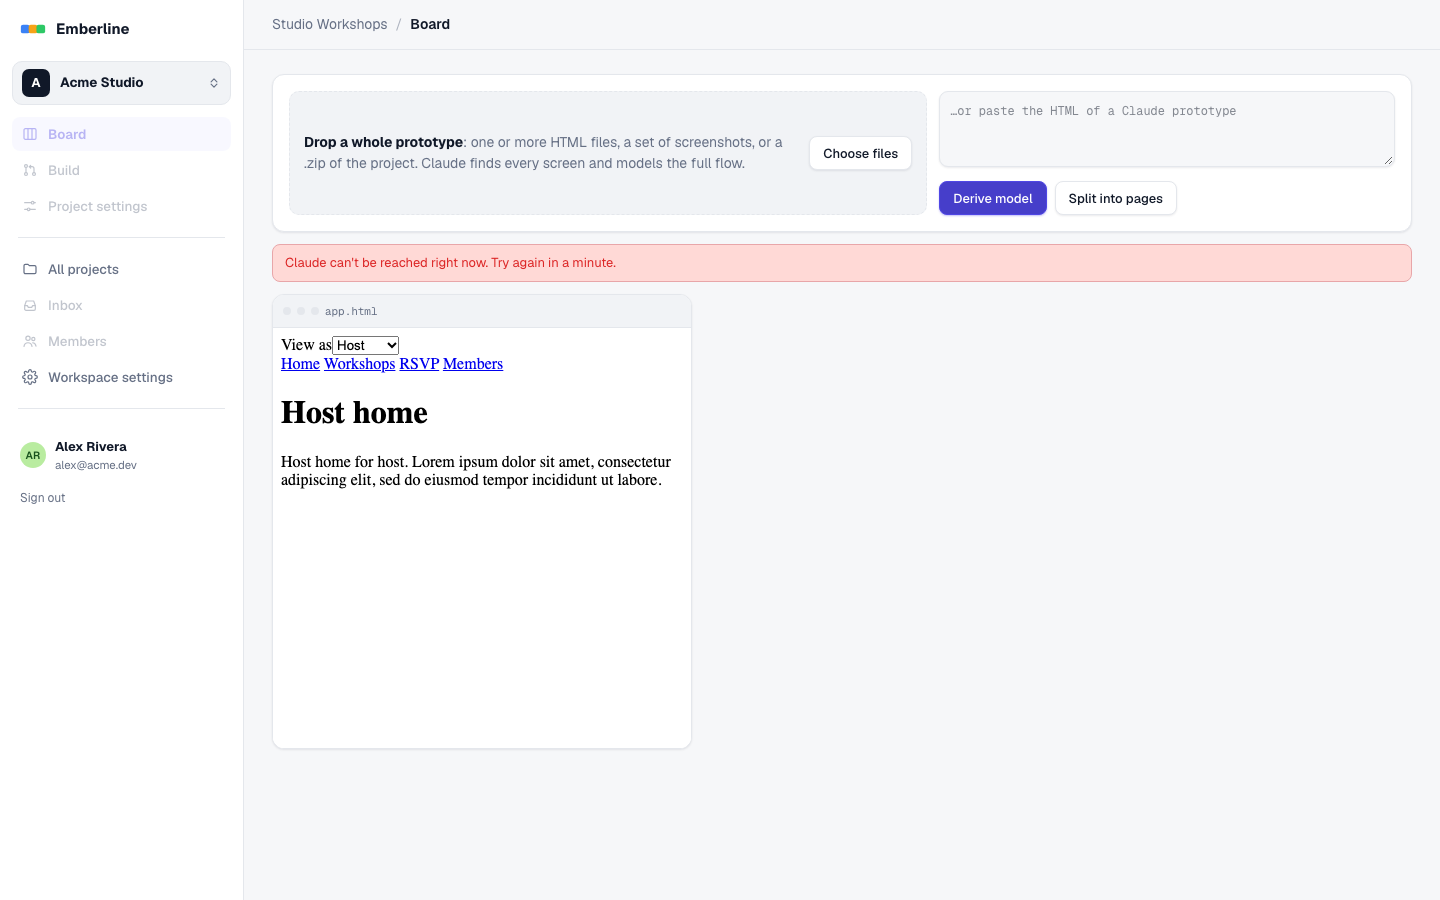 Emberline
A
Acme Studio
Board
Build
Project settings
All projects
Inbox
Members
Workspace settings
AR
Alex Rivera
alex@acme.dev
Sign out
Studio Workshops / Board
Drop a whole prototype: one or more HTML files, a set of screenshots, or a
.zip of the project. Claude finds every screen and models the full flow.
Choose files
…or paste the HTML of a Claude prototype
Derive model
Split into pages
Claude can't be reached right now. Try again in a minute.
app.html
View as Host
Home Workshops RSVP Members
Host home
Host home for host. Lorem ipsum dolor sit amet, consectetur
adipiscing elit, sed do eiusmod tempor incididunt ut labore.